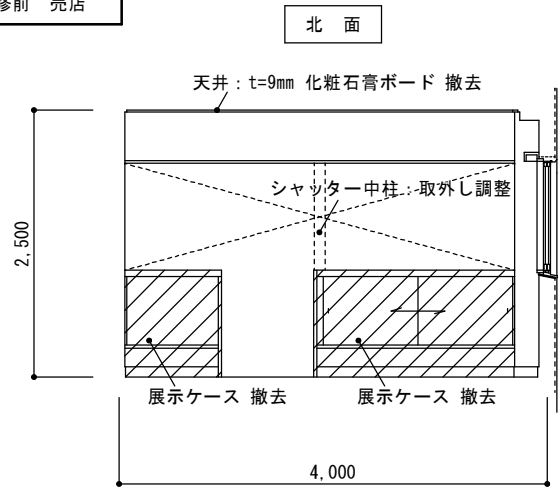 修前 売店
北 面
天井：t=9mm 化粧石膏ボード 撤去
シャッター中柱：取外し調整
2,500
展示ケース 撤去
展示ケース 撤去
4,000